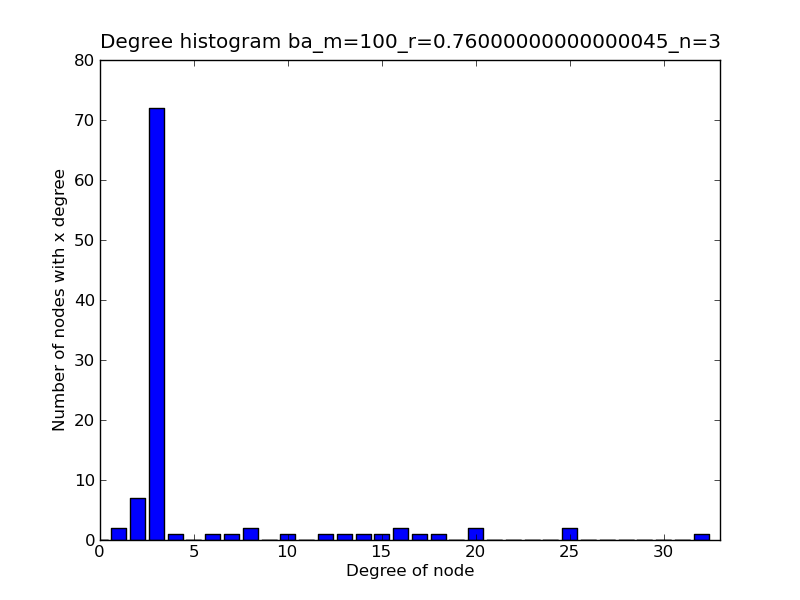 Degree histogram ba_m=100_r=0.76000000000000045_n=3
80
70
60
50
40
30
20
10
0
Number of nodes with x degree
0 5 10 15 20 25 30
Degree of node